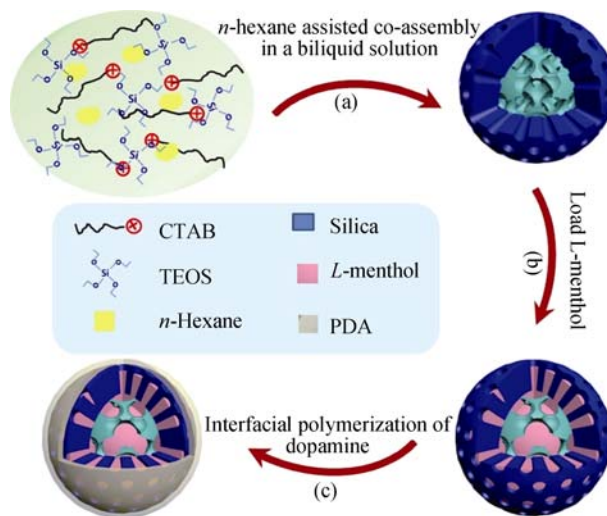 n-hexane assisted co-assembly
in a biliquid solution
(a)
Load L-menthol
(b)
CTAB
TEOS
n-Hexane
Silica
L-menthol
PDA
Interfacial polymerization of
dopamine
(c)